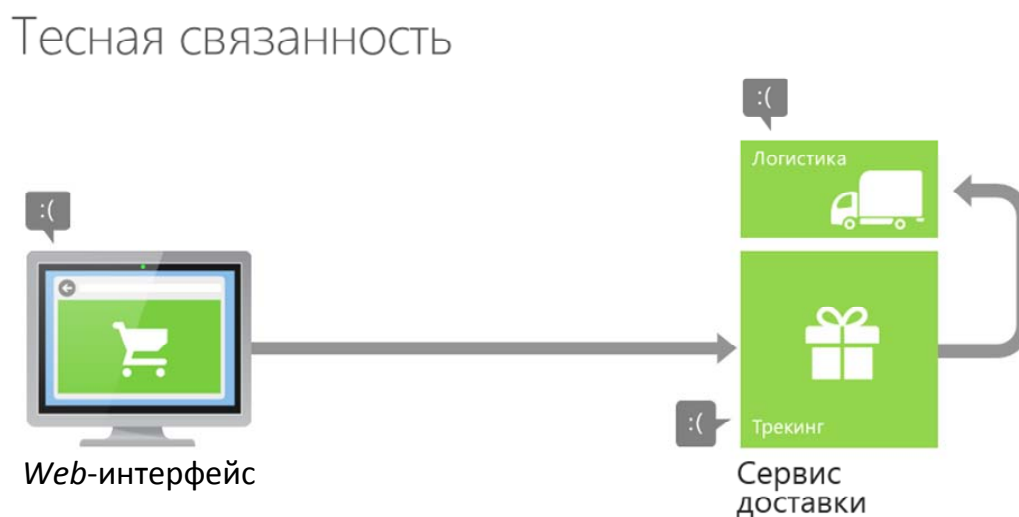 Тесная связанность
:(
Логистика
:(
:(
Трекинг
Web-интерфейс
Сервис
доставки